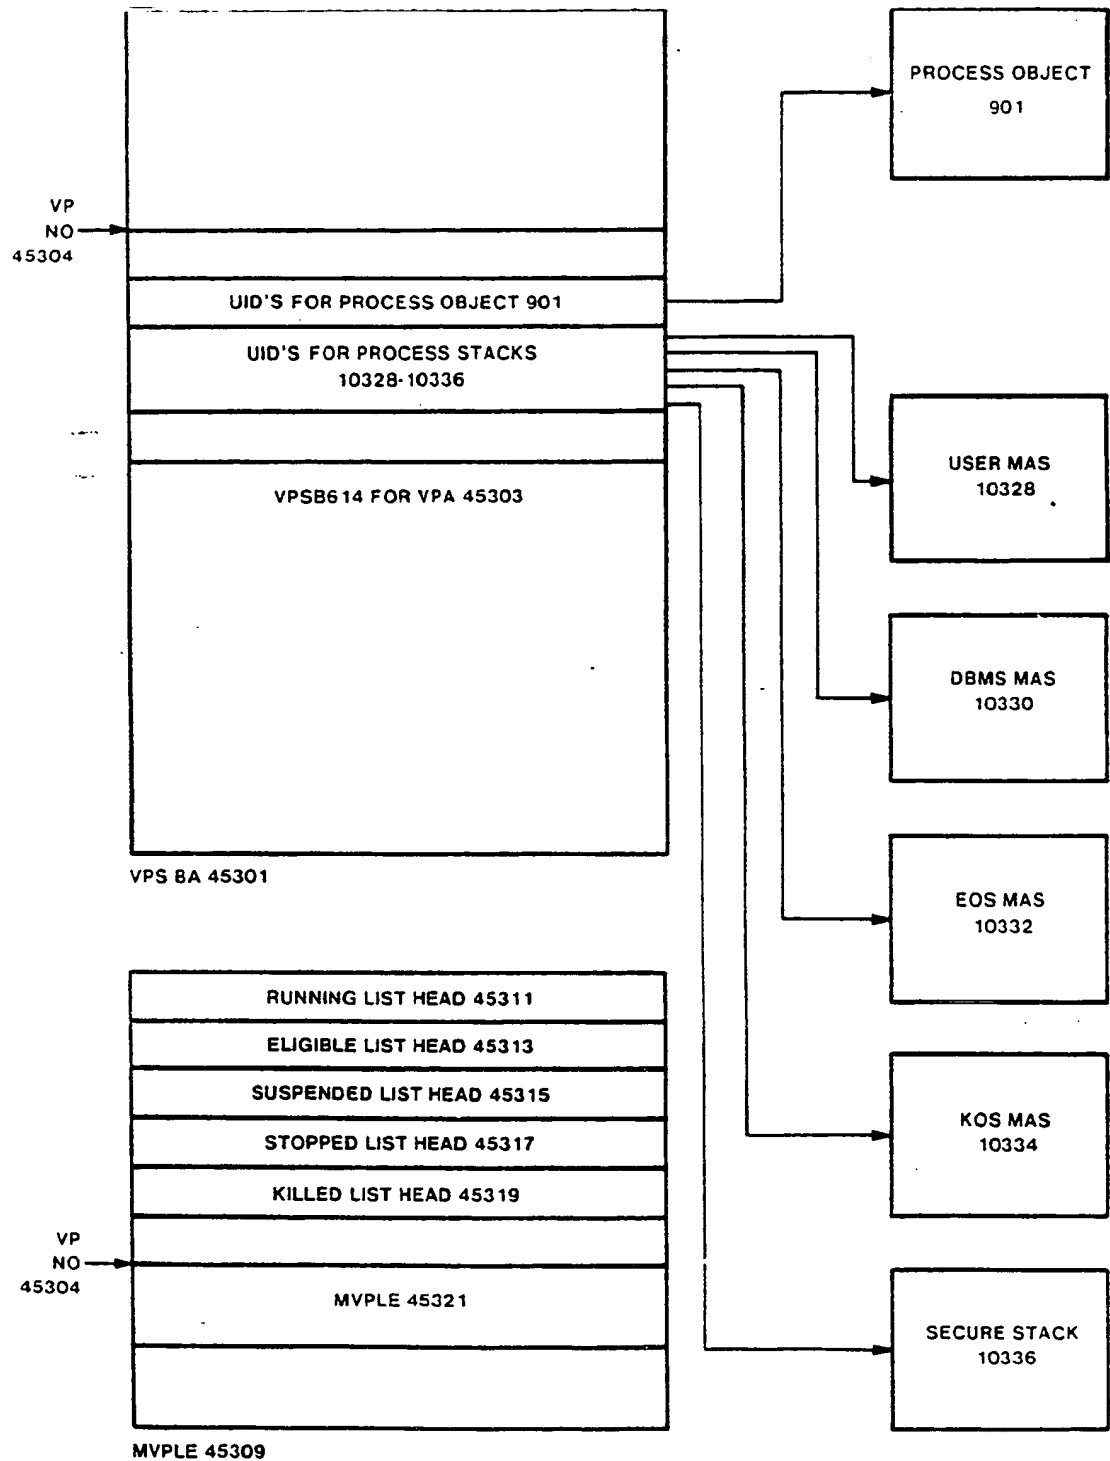 PROCESS OBJECT
901
VP
NO
45304
UID'S FOR PROCESS OBJECT 901
UID'S FOR PROCESS STACKS
10328-10336
VPSB614 FOR VPA 45303
USER MAS
10328
DBMS MAS
10330
VPS BA 45301
EOS MAS
10332
RUNNING LIST HEAD 45311
ELIGIBLE LIST HEAD 45313
SUSPENDED LIST HEAD 45315
STOPPED LIST HEAD 45317
KILLED LIST HEAD 45319
KOS MAS
10334
VP
NO
45304
MVPLE 45321
SECURE STACK
10336
MVPLE 45309